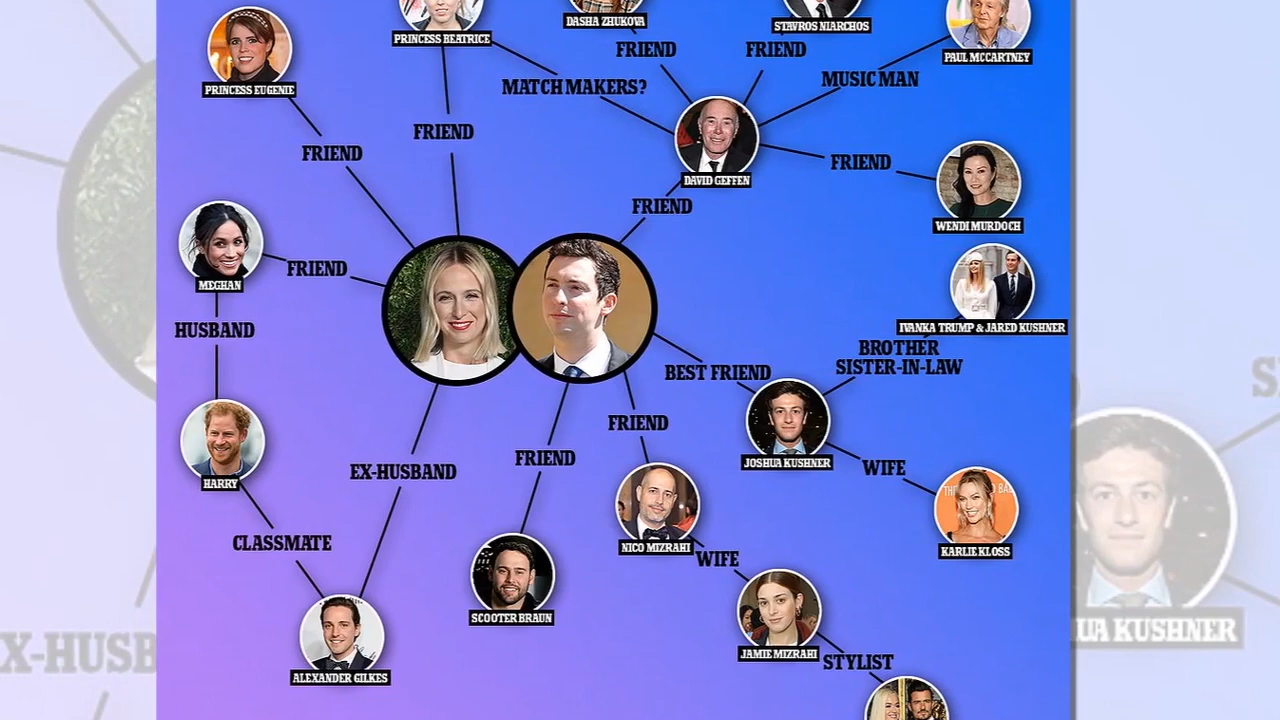 DASHA ZHUKOVA
STAVROS NIARCHOS
PRINCESS BEATRICE
FRIEND
FRIEND
PAUL MCCARTNEY
MATCH MAKERS?
MUSIC MAN
PRINCESS EUGENIE
FRIEND
FRIEND
FRIEND
DAVID GEFFEN
FRIEND
WENDI MURDOCH
FRIEND
MEGHAN
HUSBAND
IVANKA TRUMP & JARED KUSHNER
BROTHER
SISTER-IN-LAW
BEST FRIEND
FRIEND
JOSHUA KUSHNER
FRIEND
EX-HUSBAND
WIFE
HARRY
CLASSMATE
NICO MIZRAHI
WIFE
KARLIE KLOSS
SCOOTER BRAUN
JAMIE MIZRAHI
STYLIST
ALEXANDER GILKES
X-HUSB
UA KUSHNER
S